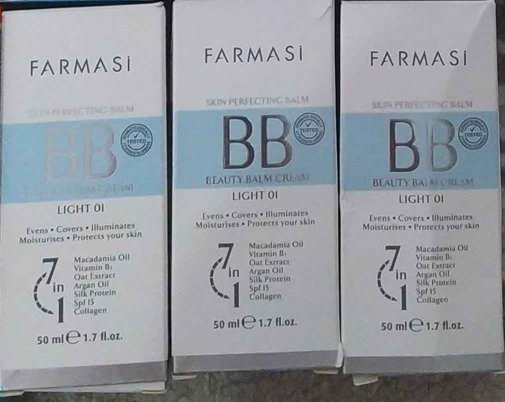 FARMASi
SKIN PERFECTING BALM
BB
TESTED
CREAM
LIGHT 01
Evens • Covers • Illuminates
Moisturises • Protects your skin
7 in 1
Macadamia Oil
Vitamin B₅
Oat Extract
Argan Oil
Silk Protein
Spf 15
Collagen
50 ml ℮ 1.7 fl.oz.
FARMASi
SKIN PERFECTING BALM
BB
TESTED
BEAUTY BALM CREAM
LIGHT 01
Evens • Covers • Illuminates
Moisturises • Protects your skin
7 in 1
Macadamia Oil
Vitamin B₅
Oat Extract
Argan Oil
Silk Protein
Spf 15
Collagen
50 ml ℮ 1.7 fl.oz.
FARMASi
SKIN PERFECTING BALM
BB
TESTED
BEAUTY BALM CREAM
LIGHT 01
Evens • Covers • Illuminates
Moisturises • Protects your skin
7 in 1
Macadamia Oil
Vitamin B₅
Oat Extract
Argan Oil
Silk Protein
Spf 15
Collagen
50 ml ℮ 1.7 fl.oz.